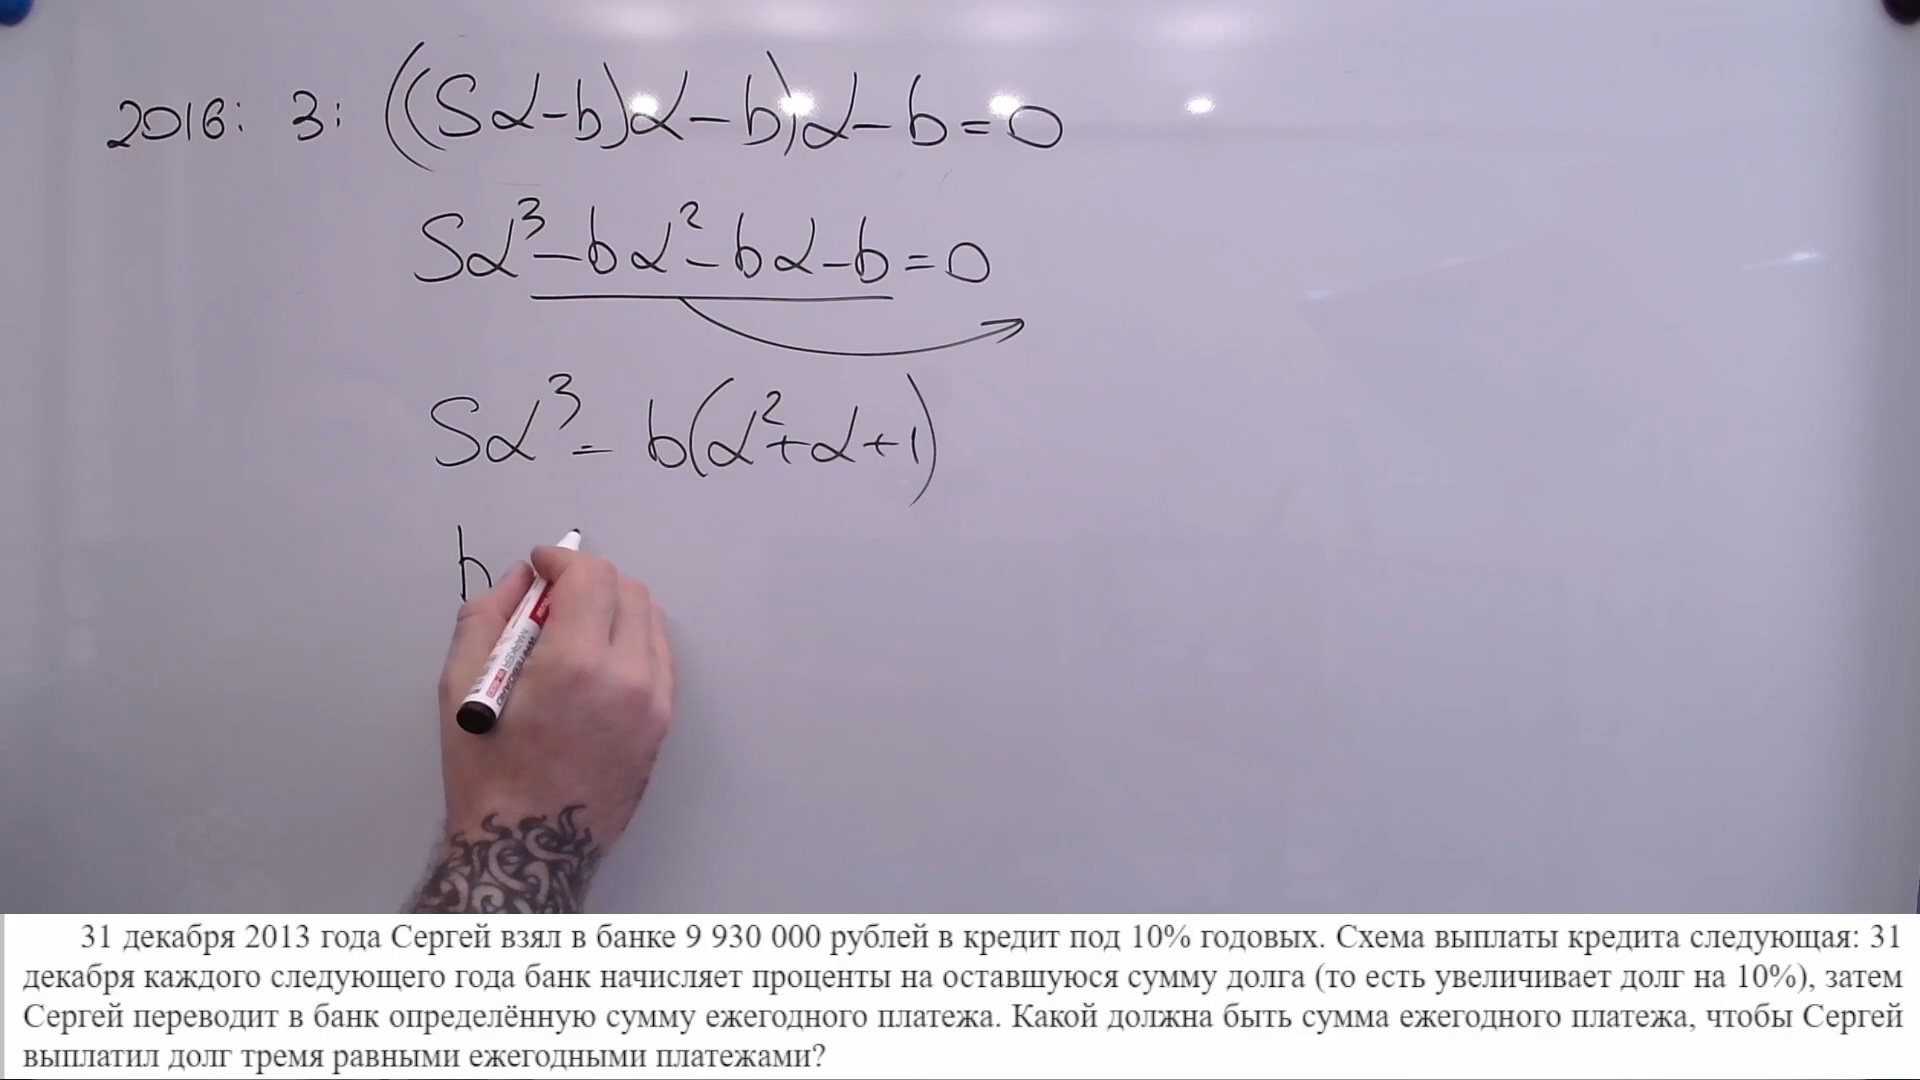 2016: 3: ((Sα-b)α-b)α-b=0
Sα³-bα²-bα-b=0
Sα³=b(α²+α+1)
b
31 декабря 2013 года Сергей взял в банке 9 930 000 рублей в кредит под 10% годовых. Схема выплаты кредита следующая: 31
декабря каждого следующего года банк начисляет проценты на оставшуюся сумму долга (то есть увеличивает долг на 10%), затем
Сергей переводит в банк определённую сумму ежегодного платежа. Какой должна быть сумма ежегодного платежа, чтобы Сергей
выплатил долг тремя равными ежегодными платежами?